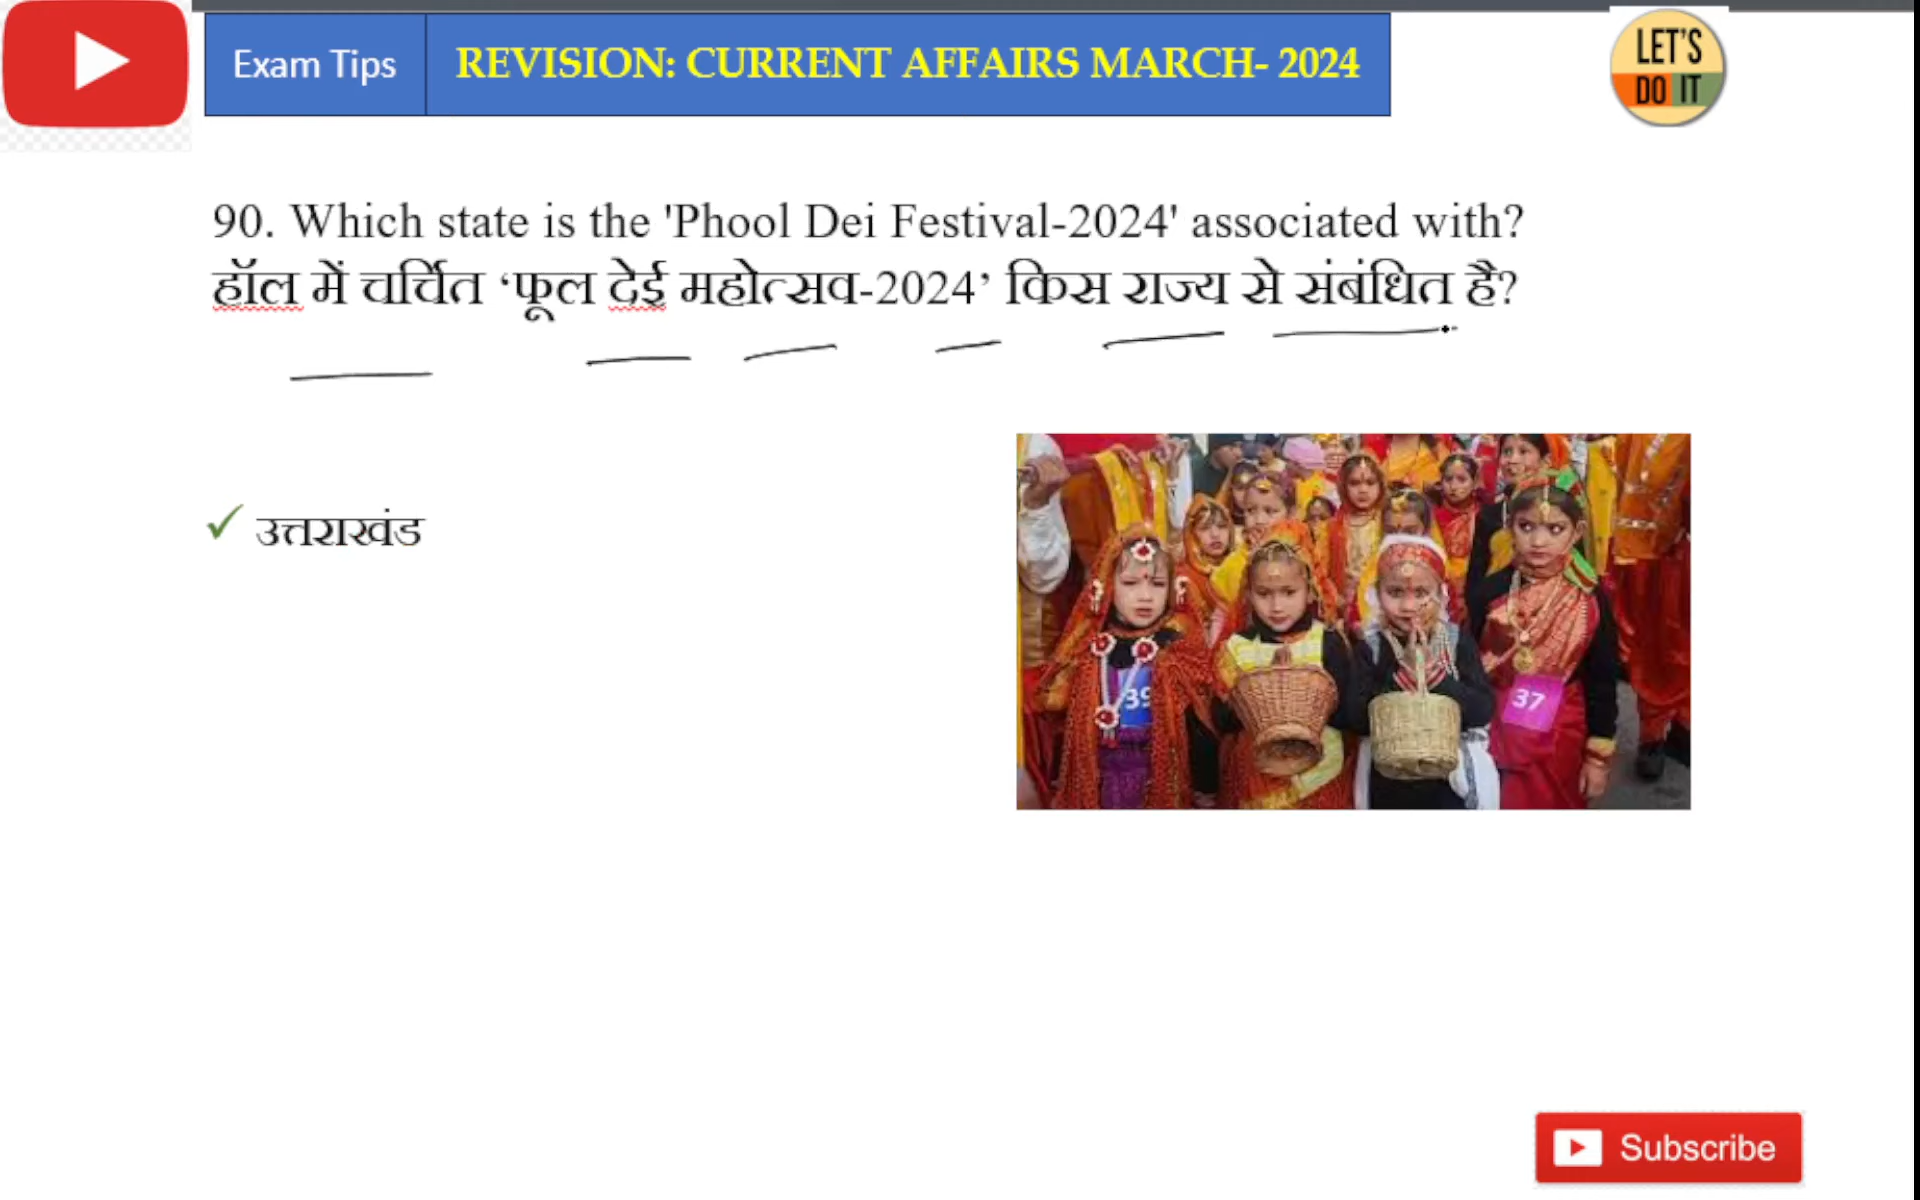 Exam Tips
REVISION: CURRENT AFFAIRS MARCH- 2024
LET'S
DO IT
90. Which state is the 'Phool Dei Festival-2024' associated with?
हॉल में चर्चित ‘फूल देई महोत्सव-2024’ किस राज्य से संबंधित है?
✓ उत्तराखंड
39
37
Subscribe